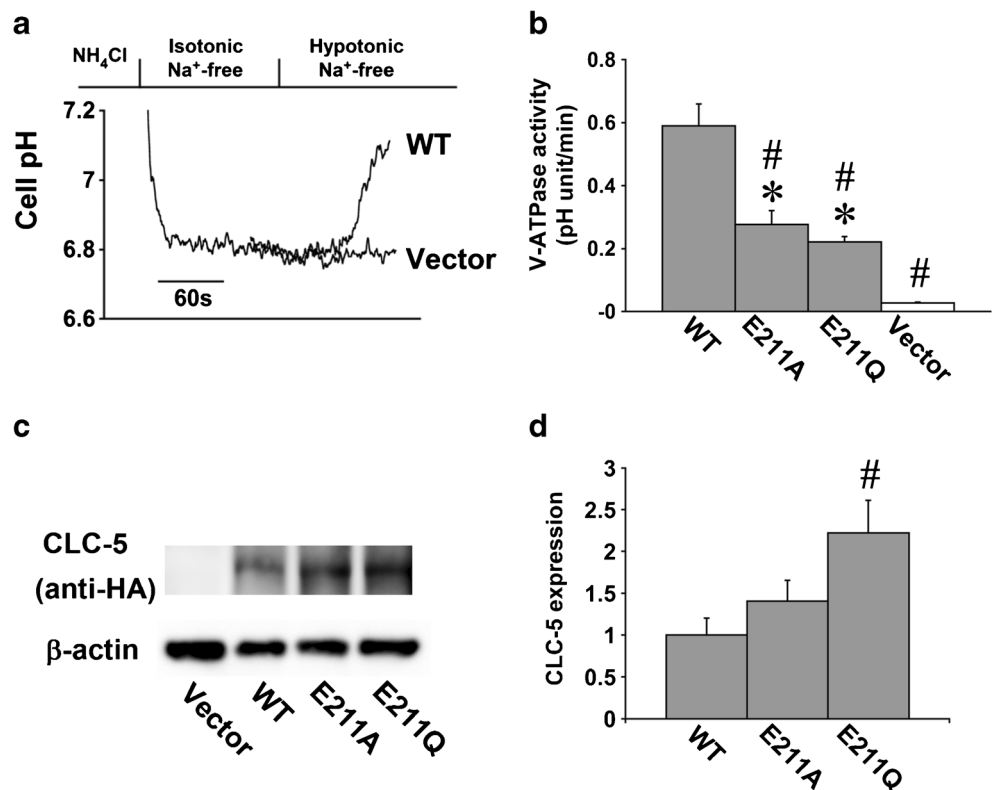 a
NH4Cl
Isotonic
Na+-free
Hypotonic
Na+-free
Cell pH
7.2
7
6.8
6.6
WT
Vector
60s
b
V-ATPase activity
(pH unit/min)
0.8
0.6
0.4
0.2
-0
#
*
#
*
#
WT
E211A
E211Q
Vector
c
CLC-5
(anti-HA)
β-actin
Vector
WT
E211A
E211Q
d
CLC-5 expression
3
2.5
2
1.5
1
0.5
0
#
WT
E211A
E211Q